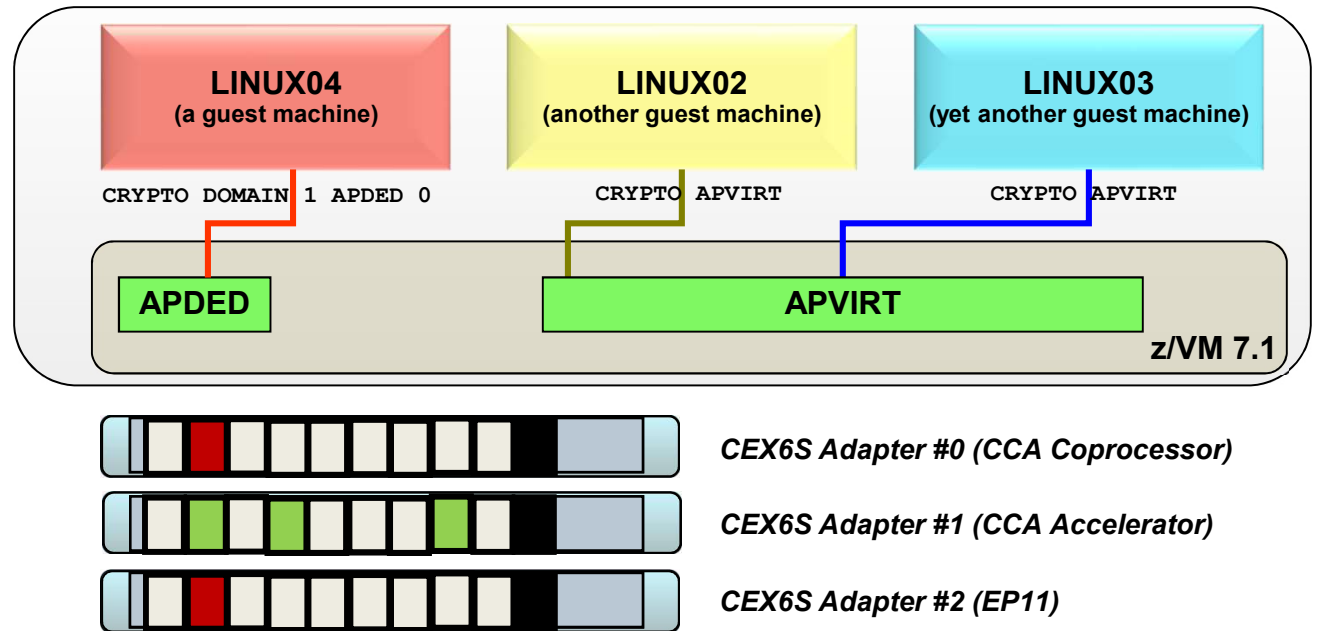 LINUX04
(a guest machine)
LINUX02
(another guest machine)
LINUX03
(yet another guest machine)
CRYPTO DOMAIN 1 APDED 0
CRYPTO APVIRT
CRYPTO APVIRT
APDED
APVIRT
z/VM 7.1
CEX6S Adapter #0 (CCA Coprocessor)
CEX6S Adapter #1 (CCA Accelerator)
CEX6S Adapter #2 (EP11)